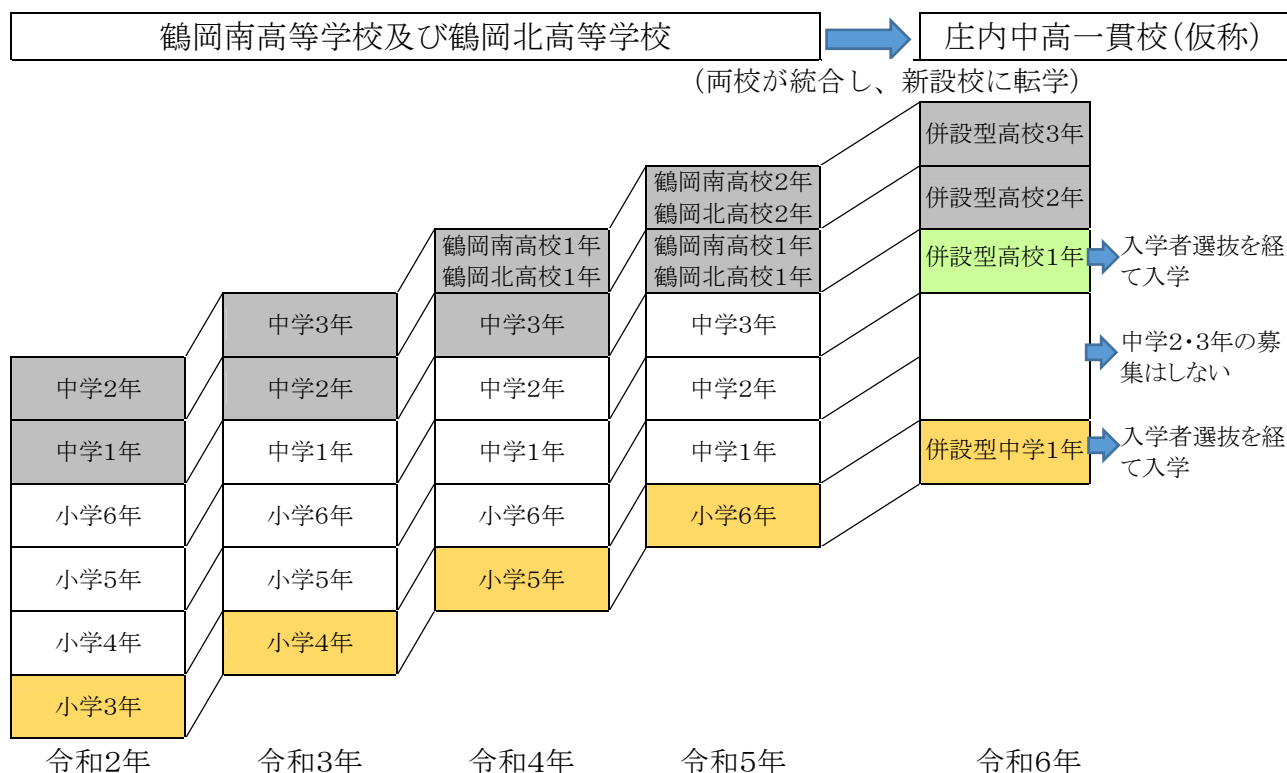 鶴岡南高等学校及び鶴岡北高等学校
庄内中高一貫校(仮称)
(両校が統合し、新設校に転学)
中学2年
中学1年
小学6年
小学5年
小学4年
小学3年
令和2年
中学3年
中学2年
中学1年
小学6年
小学5年
小学4年
令和3年
鶴岡南高校1年
鶴岡北高校1年
中学3年
中学2年
中学1年
小学6年
小学5年
令和4年
鶴岡南高校2年
鶴岡北高校2年
鶴岡南高校1年
鶴岡北高校1年
中学3年
中学2年
中学1年
小学6年
令和5年
併設型高校3年
併設型高校2年
併設型高校1年
入学者選抜を経
て入学
中学2・3年の募
集はしない
併設型中学1年
入学者選抜を経
て入学
令和6年